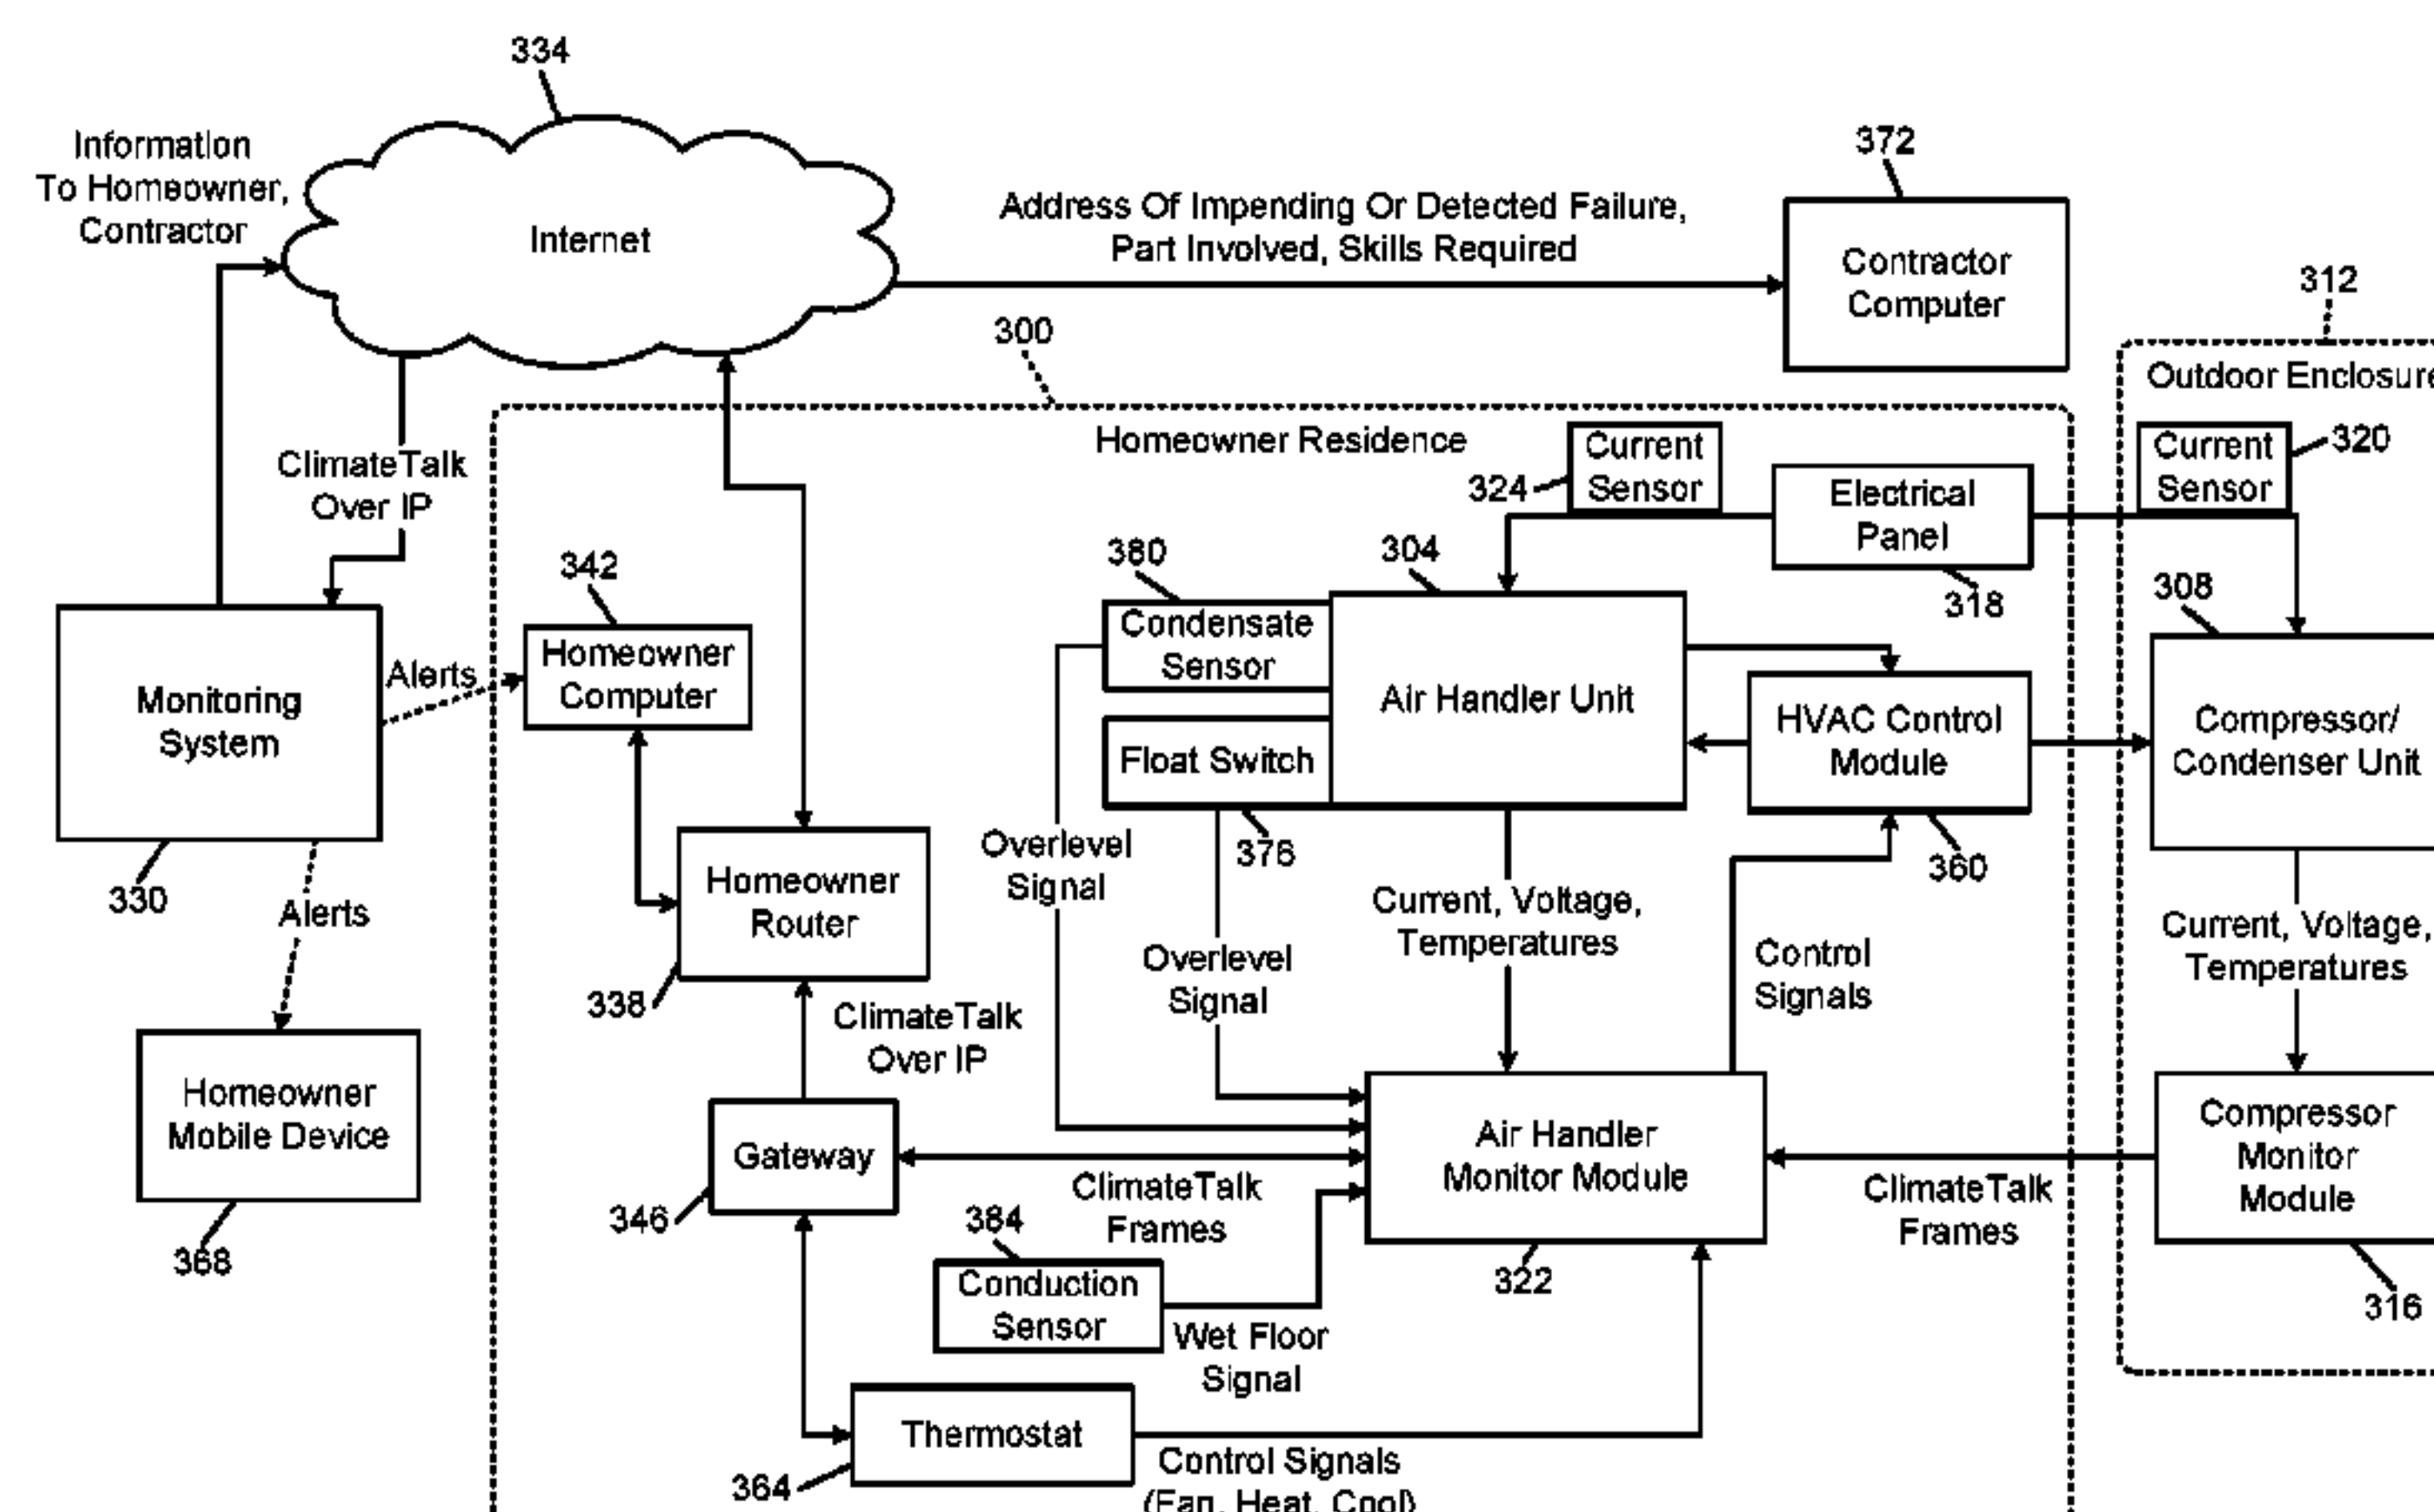 334
Information
To Homeowner,
Contractor
Internet
372
Address Of Impending Or Detected Failure,
Part Involved, Skills Required
Contractor
Computer
312
300
Outdoor Enclosure
Homeowner Residence
ClimateTalk
Over IP
Current
Sensor
324
Electrical
Panel
318
Current
Sensor
320
342
380
304
308
Condensate
Sensor
Homeowner
Computer
Alerts
Monitoring
System
Air Handler Unit
HVAC Control
Module
Compressor/
Condenser Unit
Float Switch
376
360
330
Alerts
Homeowner
Router
338
Overlevel
Signal
Overlevel
Signal
Current, Voltage,
Temperatures
Control
Signals
Current, Voltage,
Temperatures
ClimateTalk
Over IP
Homeowner
Mobile Device
368
Gateway
346
ClimateTalk
Frames
Air Handler
Monitor Module
322
ClimateTalk
Frames
Compressor
Monitor
Module
316
384
Conduction
Sensor
Wet Floor
Signal
Thermostat
364
Control Signals
(Fan, Heat, Cool)